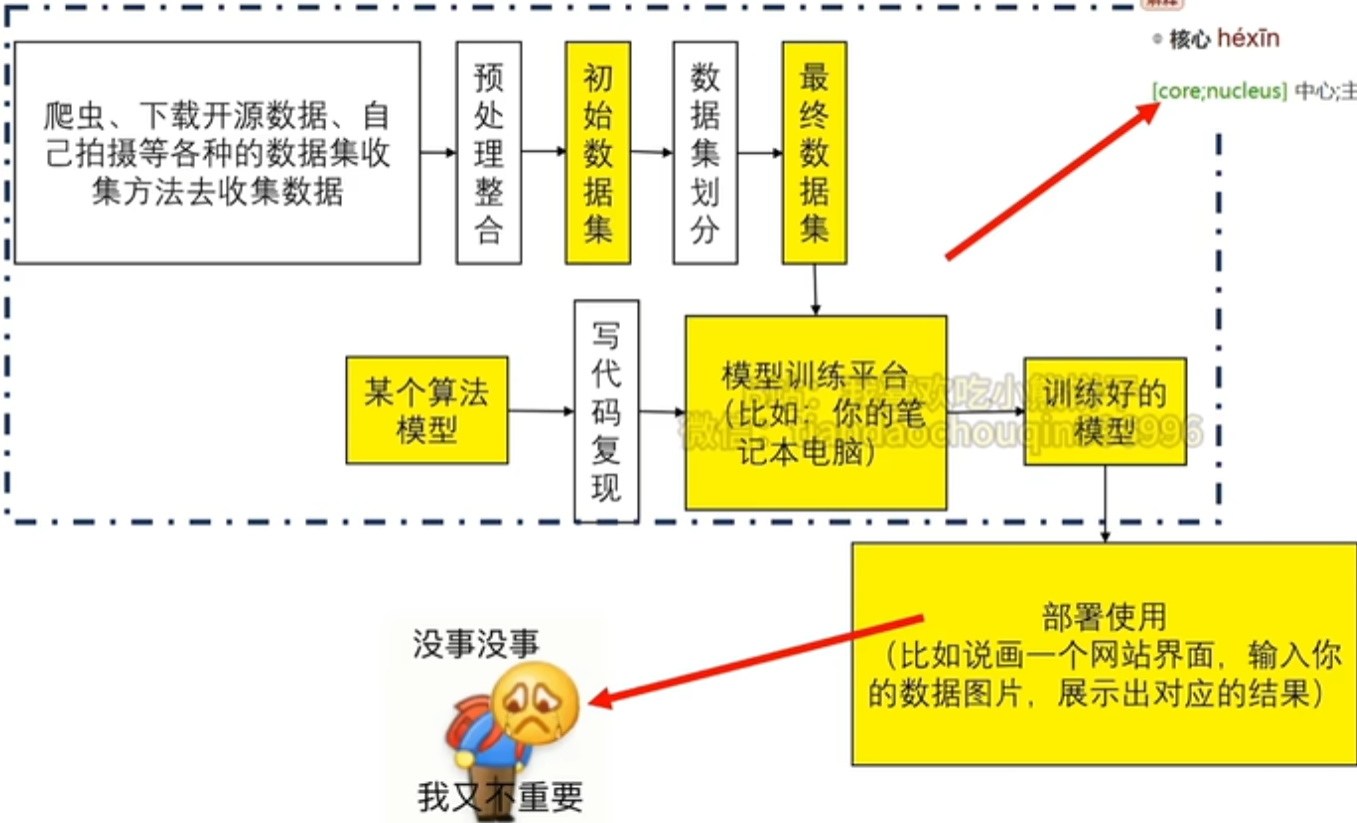 核心 héxīn
[core;nucleus] 中心;主
爬虫、下载开源数据、自
己拍摄等各种的数据集收
集方法去收集数据
预处理整合
初始数据集
数据集划分
最终数据集
某个算法
模型
写代码复现
模型训练平台
（比如：你的笔
记本电脑）
训练好的
模型
部署使用
（比如说画一个网站界面，输入你
的数据图片，展示出对应的结果）
没事没事
我又不重要